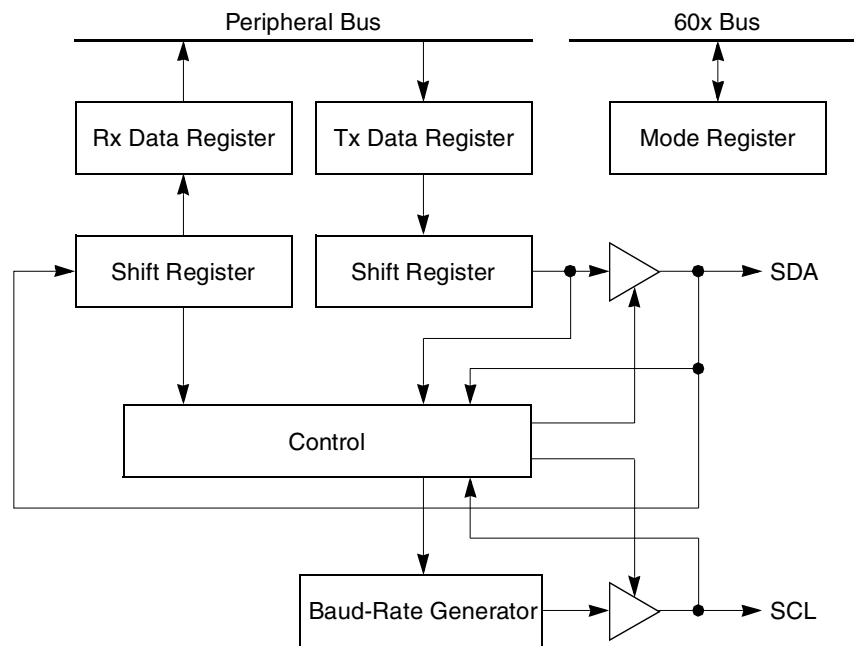 Peripheral Bus
60x Bus
Rx Data Register
Tx Data Register
Mode Register
Shift Register
Shift Register
SDA
Control
Baud-Rate Generator
SCL